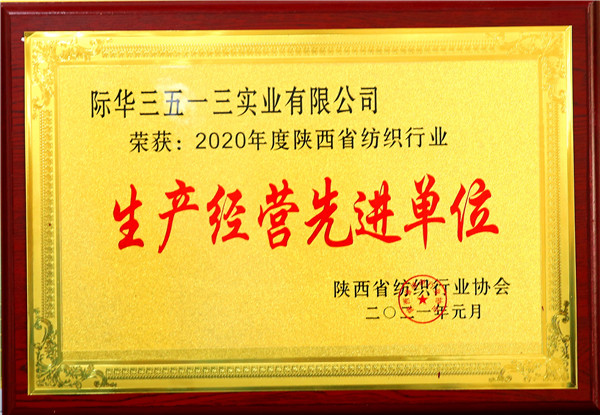 际华三五一三实业有限公司
荣获：2020年度陕西省纺织行业
生产经营先进单位
陕西省纺织行业协会
二〇二一年元月